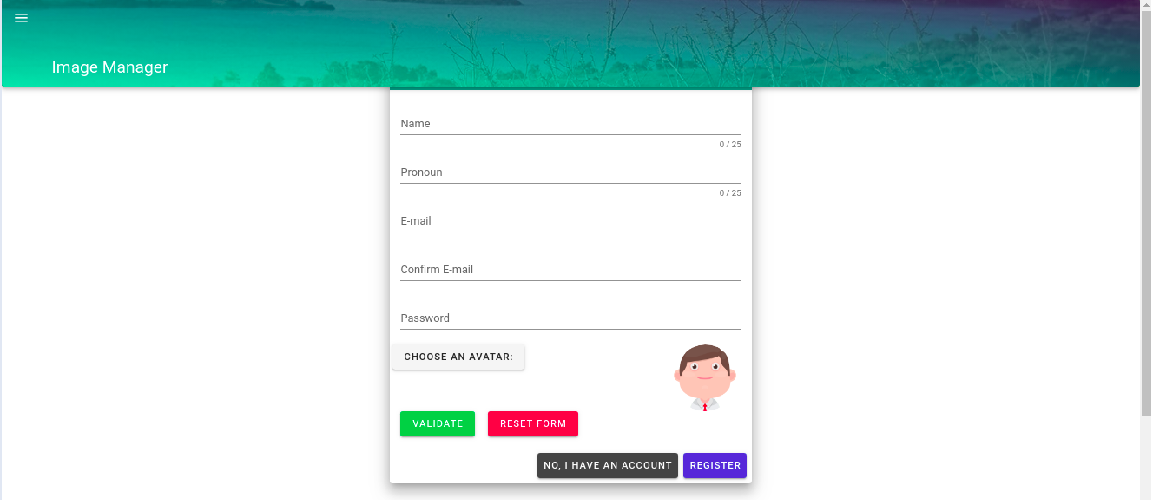 Image Manager
Name
0 / 25
Pronoun
0 / 25
E-mail
Confirm E-mail
Password
CHOOSE AN AVATAR:
VALIDATE RESET FORM
NO, I HAVE AN ACCOUNT REGISTER